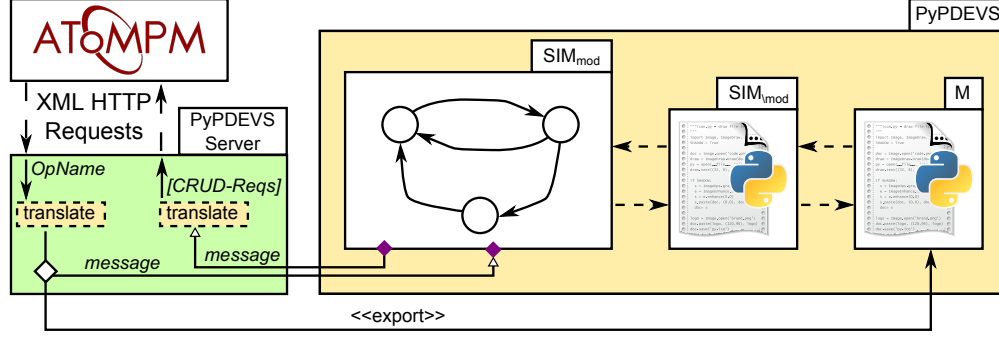 AToMPM
PyPDEVS
SIMmod
SIM\mod
M
XML HTTP
Requests
PyPDEVS
Server
OpName
[CRUD-Reqs]
translate
translate
message
message
<<export>>